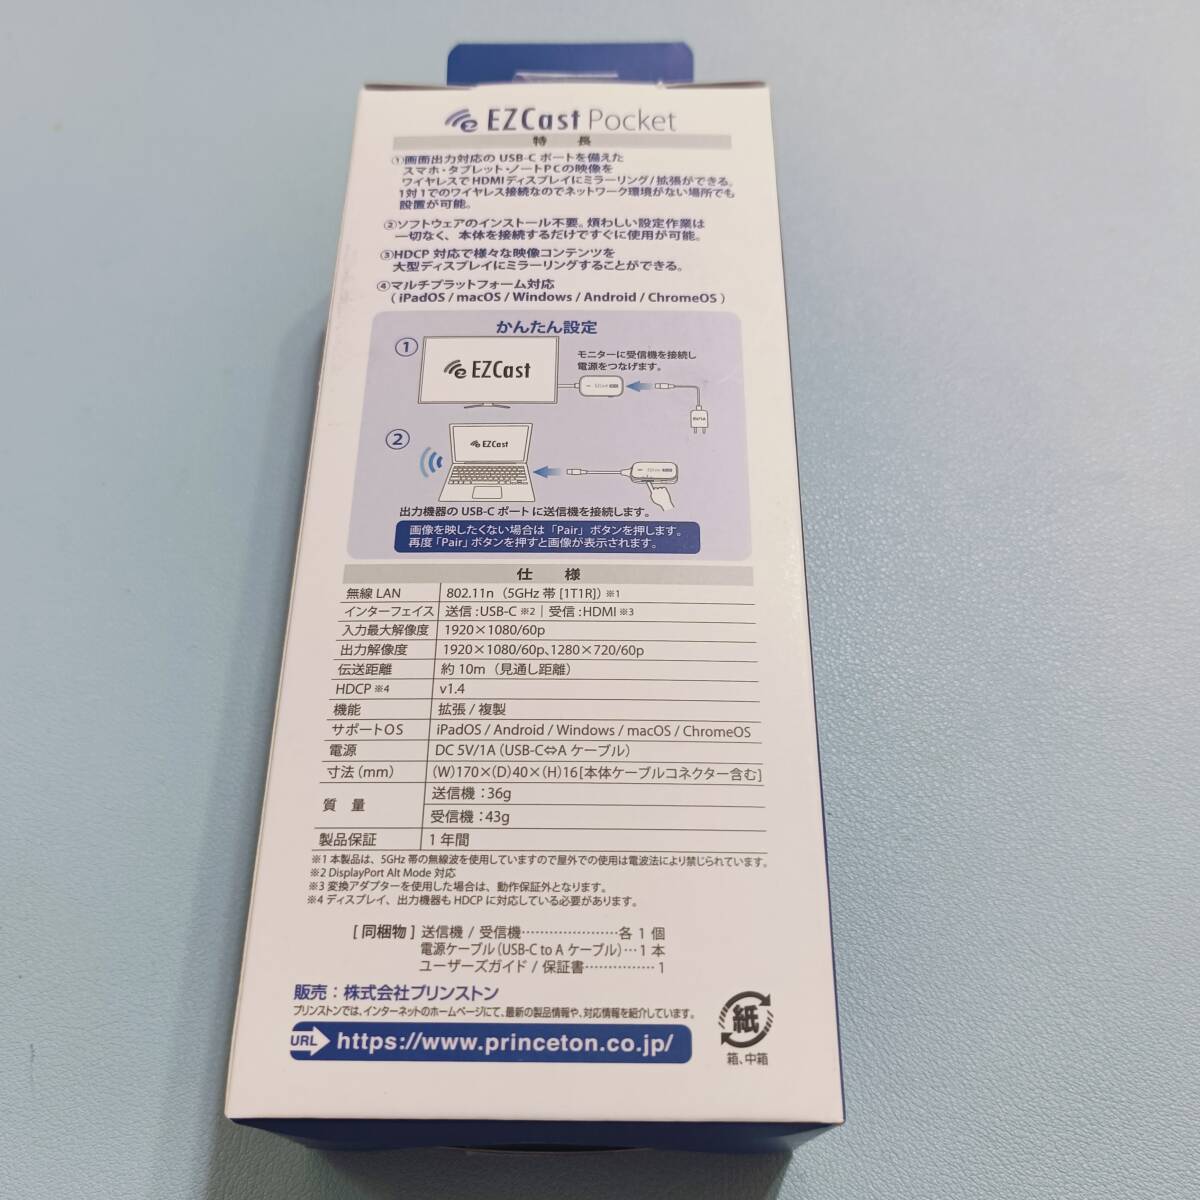 EZCast Pocket
特 長
①画面出力対応の USB-C ポートを備えた
スマホ・タブレット・ノートPCの映像を
ワイヤレスで HDMIディスプレイにミラーリング/拡張ができる。
1対1でのワイヤレス接続なのでネットワーク環境がない場所でも
設置が可能。
②ソフトウェアのインストール不要。煩わしい設定作業は
一切なく、本体を接続するだけですぐに使用が可能。
③HDCP 対応で様々な映像コンテンツを
大型ディスプレイにミラーリングすることができる。
④マルチプラットフォーム対応
( iPadOS / macOS / Windows / Android / ChromeOS )
かんたん設定
①
EZCast
モニターに受信機を接続し
電源をつなげます。
②
EZCast
出力機器の USB-C ポート に送信機を接続します。
画像を映したくない場合は「Pair」ボタンを押します。
再度「Pair」ボタンを押すと画像が表示されます。
仕 様
無線 LAN 802.11n（5GHz 帯 [1T1R]）※1
インターフェイス 送信 : USB-C ※2 | 受信 : HDMI ※3
入力最大解像度 1920×1080/60p
出力解像度 1920×1080/60p、1280×720/60p
伝送距離 約 10m（見通し距離）
HDCP ※4 v1.4
機能 拡張 / 複製
サポートOS iPadOS / Android / Windows / macOS / ChromeOS
電源 DC 5V/1A（USB-C⇔A ケーブル）
寸法（mm） (W)170×(D)40×(H)16[本体ケーブルコネクター含む]
質 量 送信機：36g
受信機：43g
製品保証 1 年間
※1 本製品は、5GHz 帯の無線波を使用していますので屋外での使用は電波法により禁じられています。
※2 DisplayPort Alt Mode 対応
※3 変換アダプターを使用した場合は、動作保証外となります。
※4 ディスプレイ、出力機器も HDCP に対応している必要があります。
[ 同梱物 ] 送信機 / 受信機…………………各 1 個
電源ケーブル（USB-C to A ケーブル）…1 本
ユーザーズガイド / 保証書……………1
販売：株式会社プリンストン
プリンストンでは、インターネットのホームページにて、最新の製品情報や、対応情報を紹介しています。
URL https://www.princeton.co.jp/
紙
箱、中箱